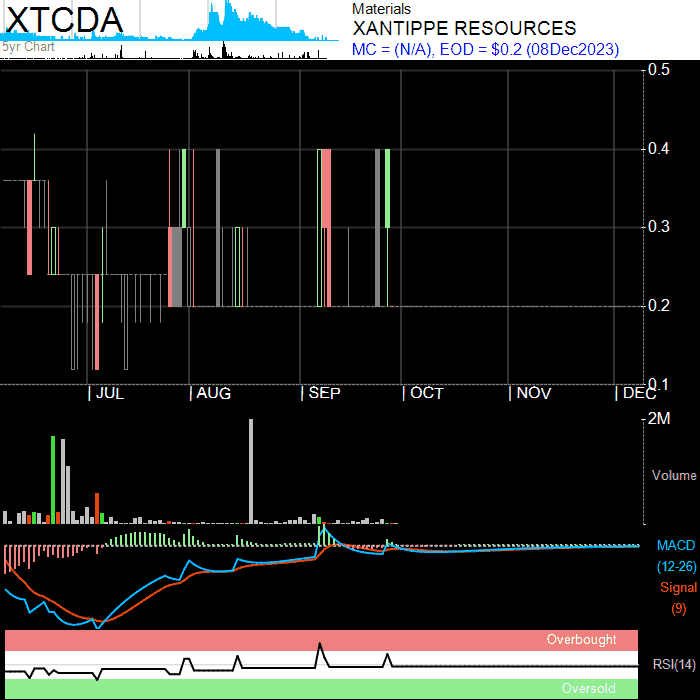 XTCDA
5yr Chart
Materials
XANTIPPE RESOURCES
MC = (N/A), EOD = $0.2 (08Dec2023)
0.5
0.4
0.3
0.2
0.1
JUL AUG SEP OCT NOV DEC
2M
Volume
MACD
(12-26)
Signal
(9)
Overbought
RSI(14)
Oversold